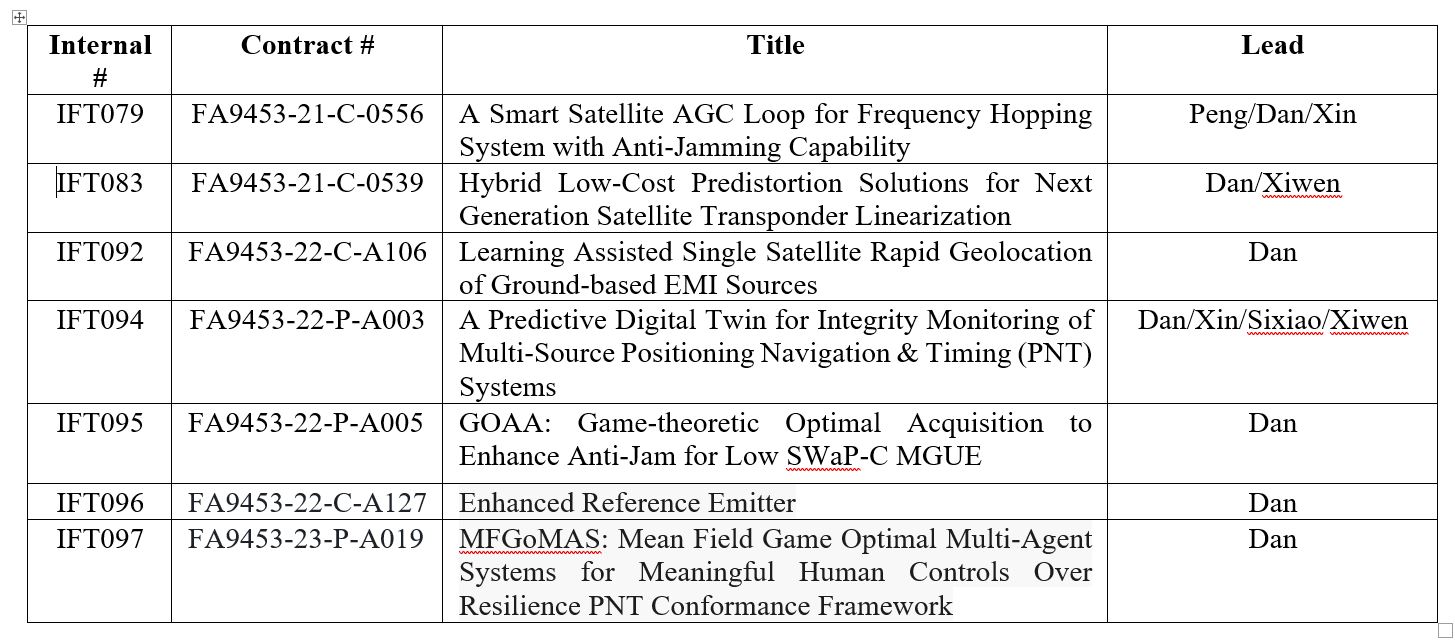 Internal # Contract # Title Lead
IFT079 FA9453-21-C-0556 A Smart Satellite AGC Loop for Frequency Hopping Peng/Dan/Xin
System with Anti-Jamming Capability
IFT083 FA9453-21-C-0539 Hybrid Low-Cost Predistortion Solutions for Next Dan/Xiwen
Generation Satellite Transponder Linearization
IFT092 FA9453-22-C-A106 Learning Assisted Single Satellite Rapid Geolocation Dan
of Ground-based EMI Sources
IFT094 FA9453-22-P-A003 A Predictive Digital Twin for Integrity Monitoring of Dan/Xin/Sixiao/Xiwen
Multi-Source Positioning Navigation & Timing (PNT)
Systems
IFT095 FA9453-22-P-A005 GOAA: Game-theoretic Optimal Acquisition to Dan
Enhance Anti-Jam for Low SWaP-C MGUE
IFT096 FA9453-22-C-A127 Enhanced Reference Emitter Dan
IFT097 FA9453-23-P-A019 MFGoMAS: Mean Field Game Optimal Multi-Agent Dan
Systems for Meaningful Human Controls Over
Resilience PNT Conformance Framework